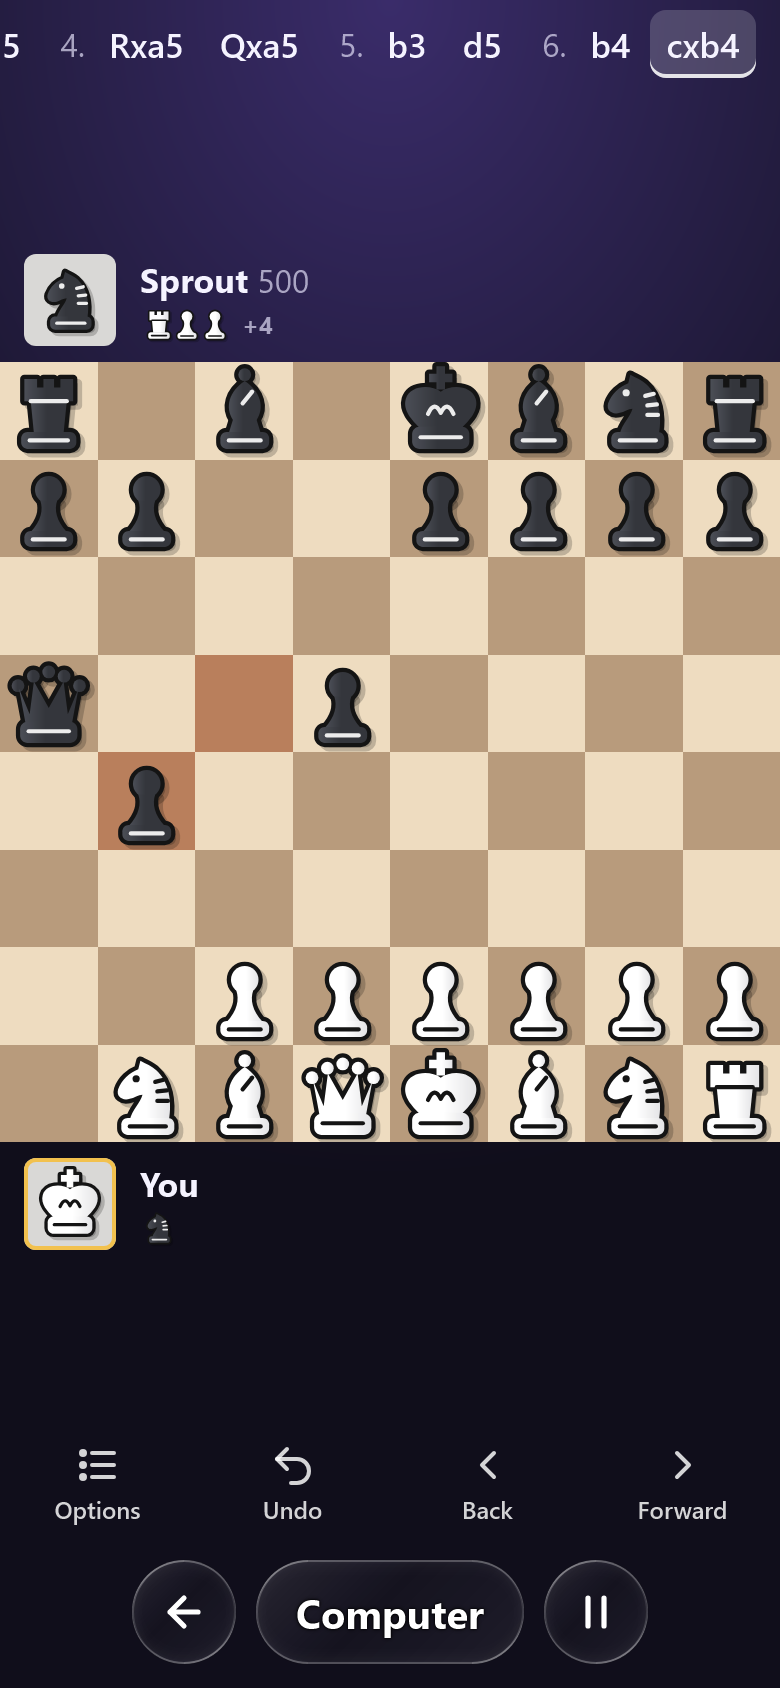 5 4. Rxa5 Qxa5 5. b3 d5 6. b4 cxb4
Sprout 500
+4
You
Options Undo Back Forward
Computer